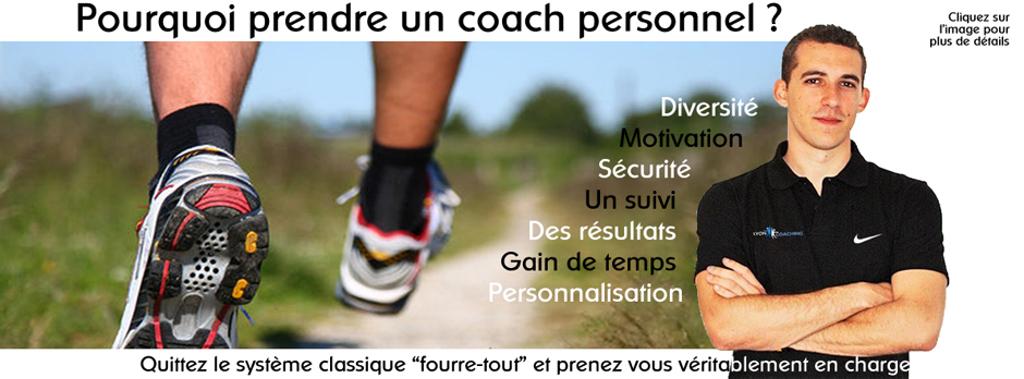 Pourquoi prendre un coach personnel ?
Cliquez sur
l'image pour
plus de détails
Diversité
Motivation
Sécurité
Un suivi
Des résultats
Gain de temps
Personnalisation
LYON COACHING
Quittez le système classique “fourre-tout” et prenez vous véritablement en charge